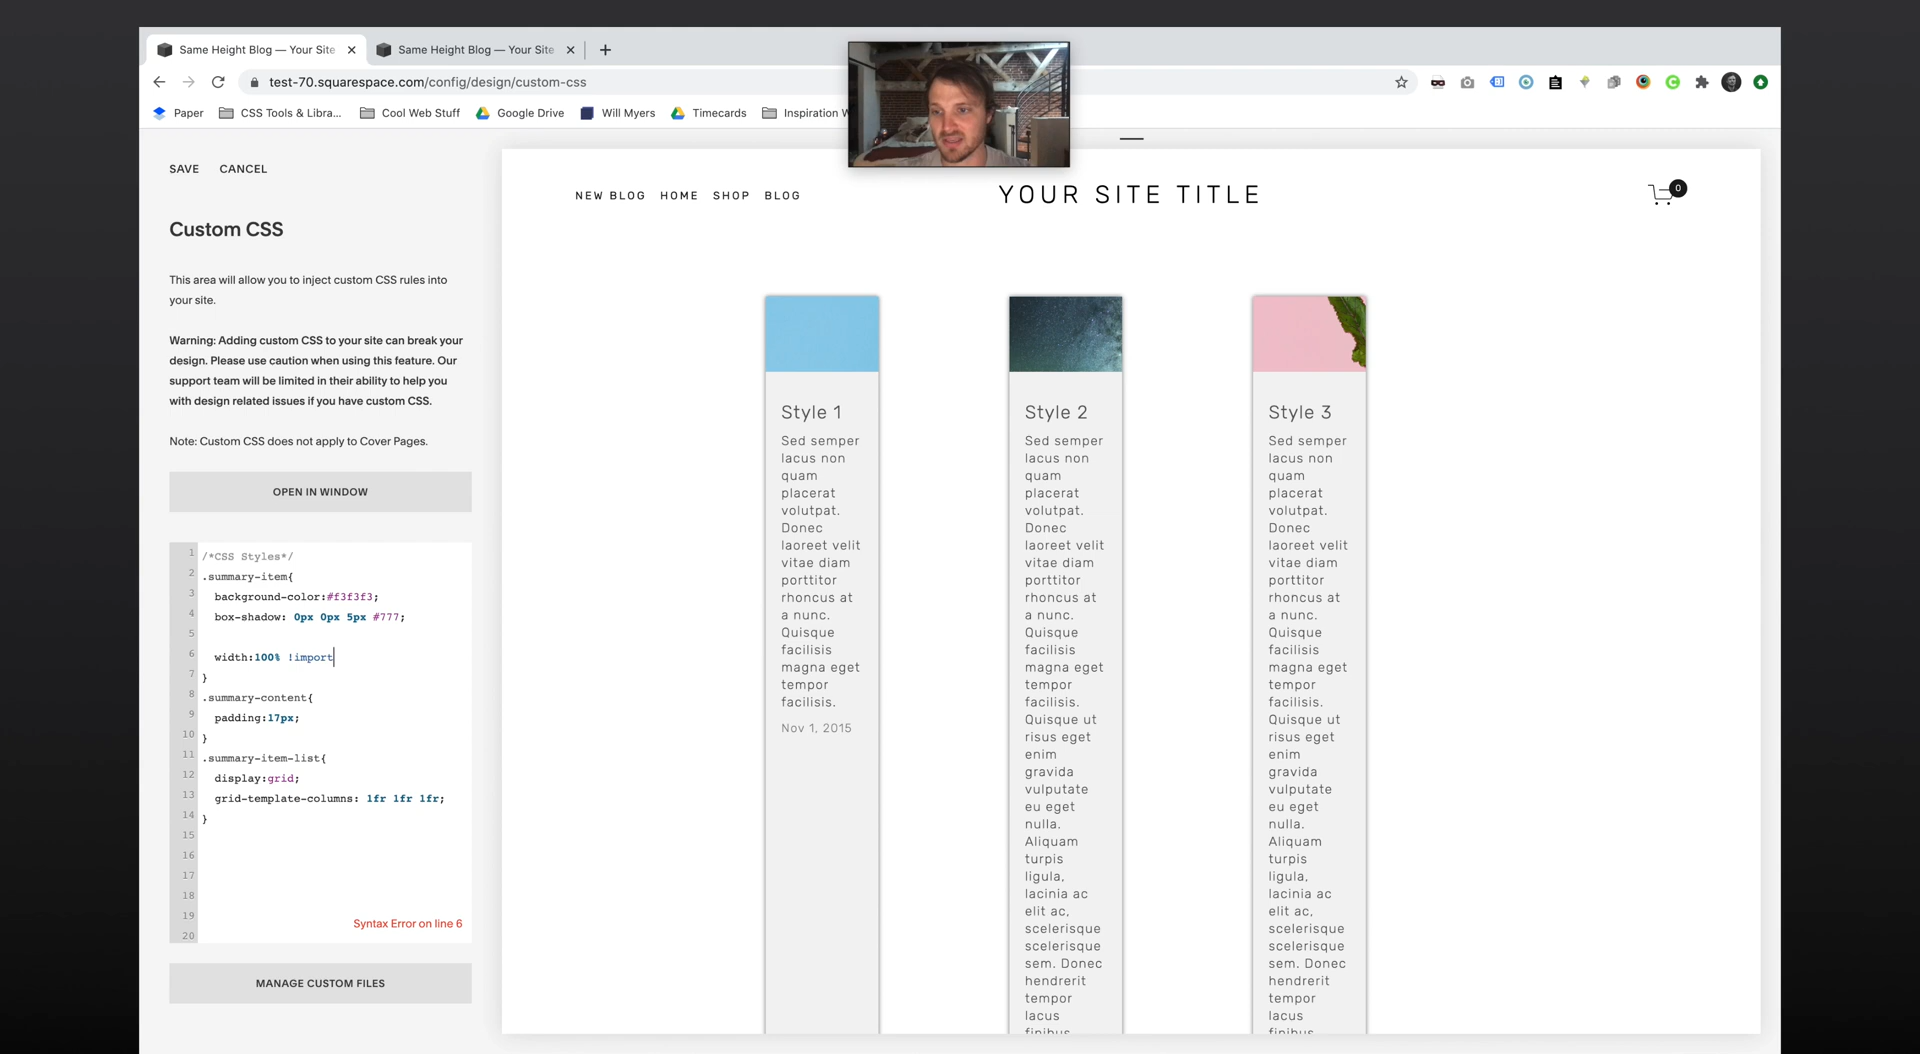 Same Height Blog — Your Site
Same Height Blog — Your Site
test-70.squarespace.com/config/design/custom-css
Paper
CSS Tools & Libra...
Cool Web Stuff
Google Drive
Will Myers
Timecards
Inspiration W
SAVE CANCEL
Custom CSS
This area will allow you to inject custom CSS rules into
your site.
Warning: Adding custom CSS to your site can break your
design. Please use caution when using this feature. Our
support team will be limited in their ability to help you
with design related issues if you have custom CSS.
Note: Custom CSS does not apply to Cover Pages.
OPEN IN WINDOW
1 /*CSS Styles*/
2 .summary-item{
3 background-color:#f3f3f3;
4 box-shadow: 0px 0px 5px #777;
5
6 width:100% !import
7 }
8 .summary-content{
9 padding:17px;
10 }
11 .summary-item-list{
12 display:grid;
13 grid-template-columns: 1fr 1fr 1fr;
14 }
15
16
17
18
19
20
Syntax Error on line 6
MANAGE CUSTOM FILES
NEW BLOG HOME SHOP BLOG
YOUR SITE TITLE
0
Style 1
Sed semper
lacus non
quam
placerat
volutpat.
Donec
laoreet velit
vitae diam
porttitor
rhoncus at
a nunc.
Quisque
facilisis
magna eget
tempor
facilisis.
Nov 1, 2015
Style 2
Sed semper
lacus non
quam
placerat
volutpat.
Donec
laoreet velit
vitae diam
porttitor
rhoncus at
a nunc.
Quisque
facilisis
magna eget
tempor
facilisis.
Quisque ut
risus eget
enim
gravida
vulputate
eu eget
nulla.
Aliquam
turpis
ligula,
lacinia ac
elit ac,
scelerisque
scelerisque
sem. Donec
hendrerit
tempor
lacus
finibus
Style 3
Sed semper
lacus non
quam
placerat
volutpat.
Donec
laoreet velit
vitae diam
porttitor
rhoncus at
a nunc.
Quisque
facilisis
magna eget
tempor
facilisis.
Quisque ut
risus eget
enim
gravida
vulputate
eu eget
nulla.
Aliquam
turpis
ligula,
lacinia ac
elit ac,
scelerisque
scelerisque
sem. Donec
hendrerit
tempor
lacus
finibus